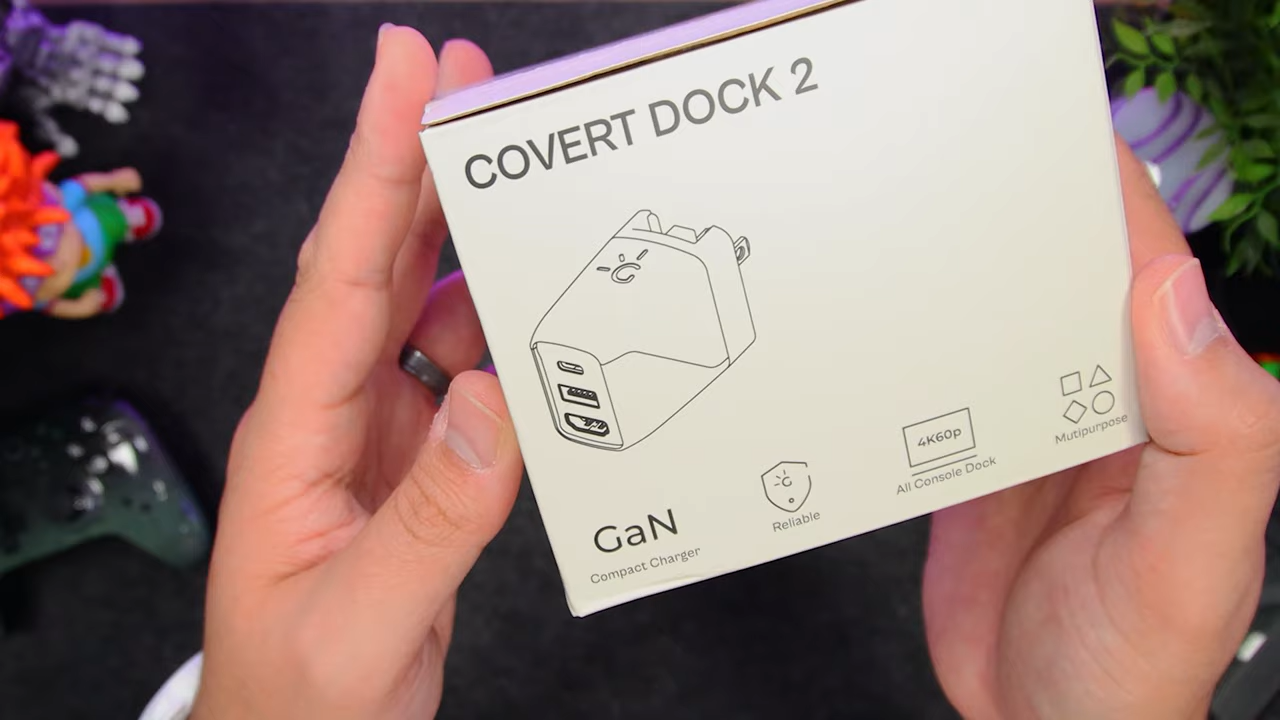 COVERT DOCK 2
GaN
Compact Charger
Reliable
4K60p
All Console Dock
Mutipurpose